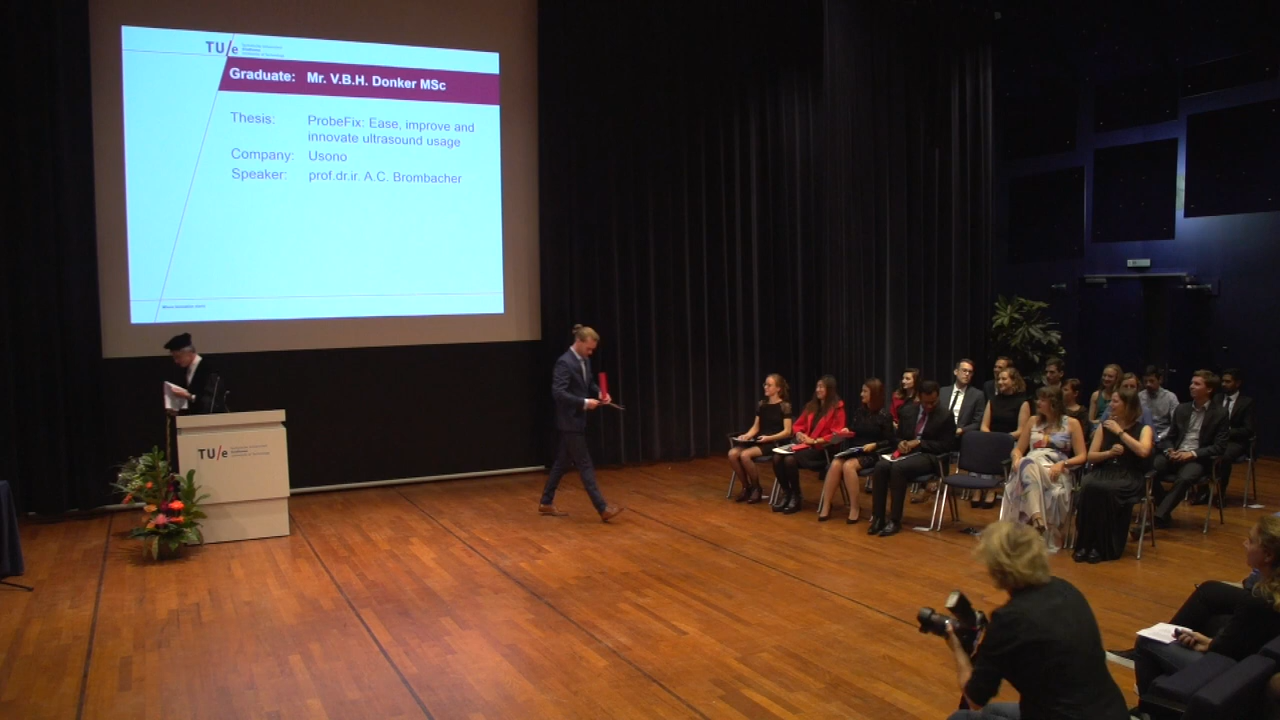 TU/e
Graduate: Mr. V.B.H. Donker MSc
Thesis: ProbeFix: Ease, improve and
innovate ultrasound usage
Company: Usono
Speaker: prof.dr.ir. A.C. Brombacher
TU/e